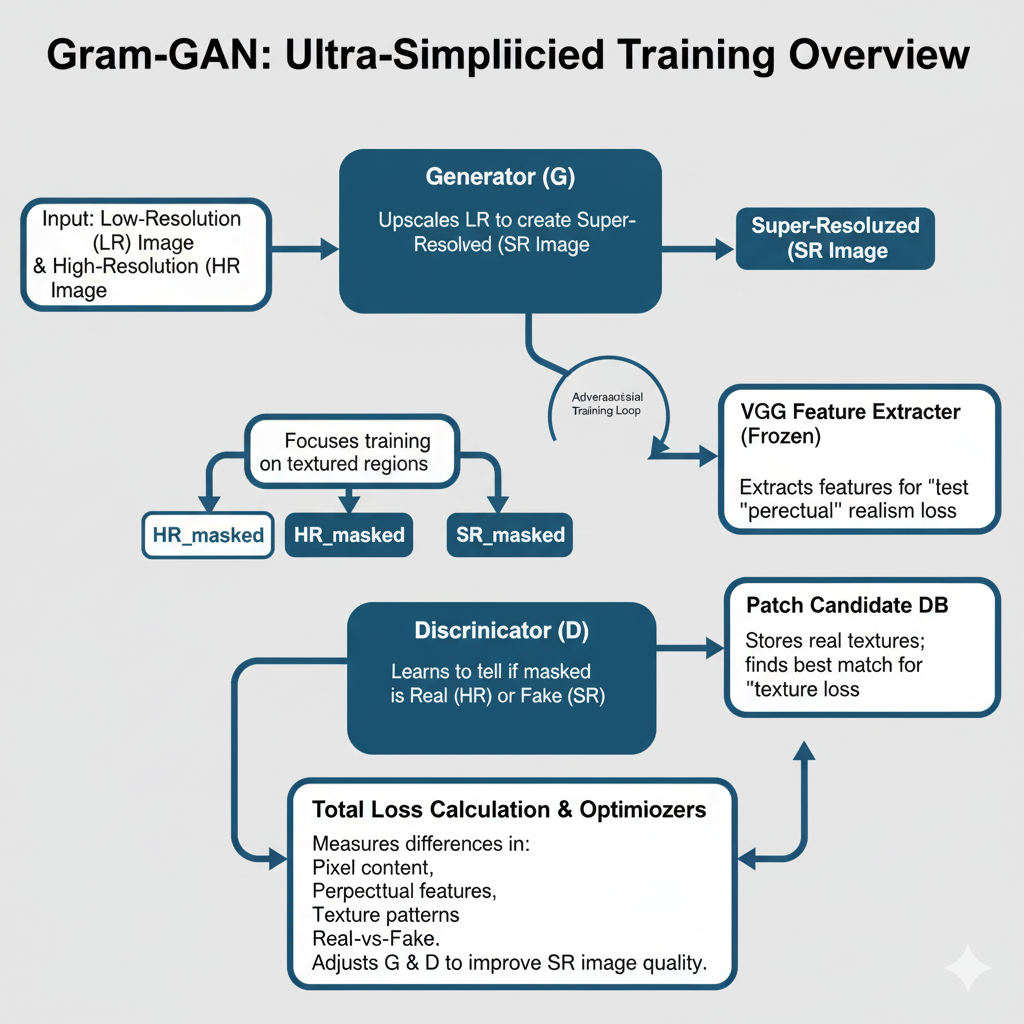 Gram-GAN: Ultra-Simpliicied Training Overview
Generator (G)
Upscales LR to create Super-
Resolved (SR Image
Input: Low-Resolution
(LR) Image
& High-Resolution (HR
Image
Super-Resoluzed
(SR Image
Training Loop
VGG Feature Extracter
(Frozen)
Extracts features for "test
"perectual" realism loss
Focuses training
on textured regions
HR_masked
HR_masked
SR_masked
Discrinicator (D)
Learns to tell if masked
is Real (HR) or Fake (SR)
Patch Candidate DB
Stores real textures;
finds best match for
"texture loss
Total Loss Calculation & Optimiozers
Measures differences in:
Pixel content,
Perpecttual features,
Texture patterns
Real-vs-Fake.
Adjusts G & D to improve SR image quality.